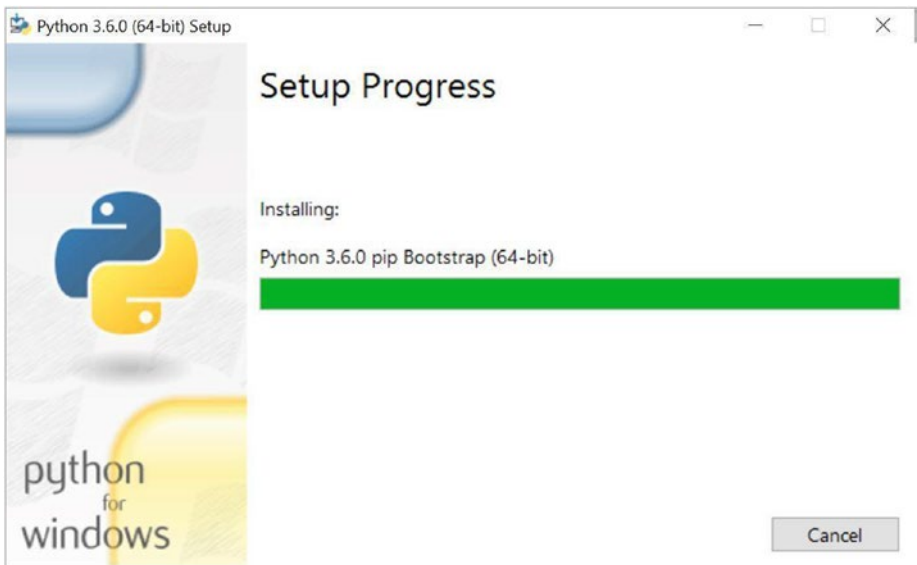 Python 3.6.0 (64-bit) Setup
Setup Progress
Installing:
Python 3.6.0 pip Bootstrap (64-bit)
python
for
windows
Cancel